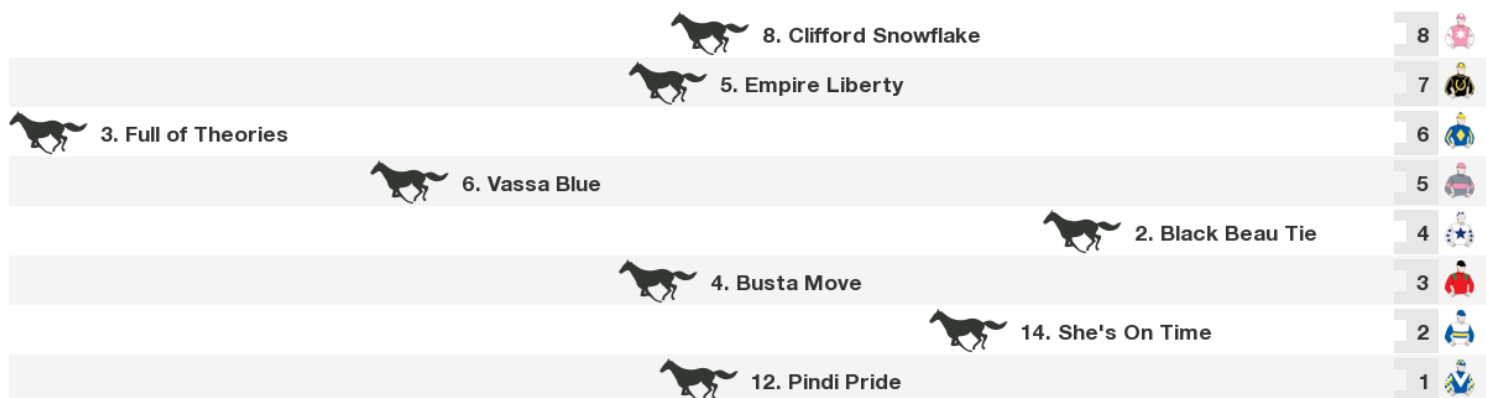 8. Clifford Snowflake 8
5. Empire Liberty 7
3. Full of Theories 6
6. Vassa Blue 5
2. Black Beau Tie 4
4. Busta Move 3
14. She's On Time 2
12. Pindi Pride 1